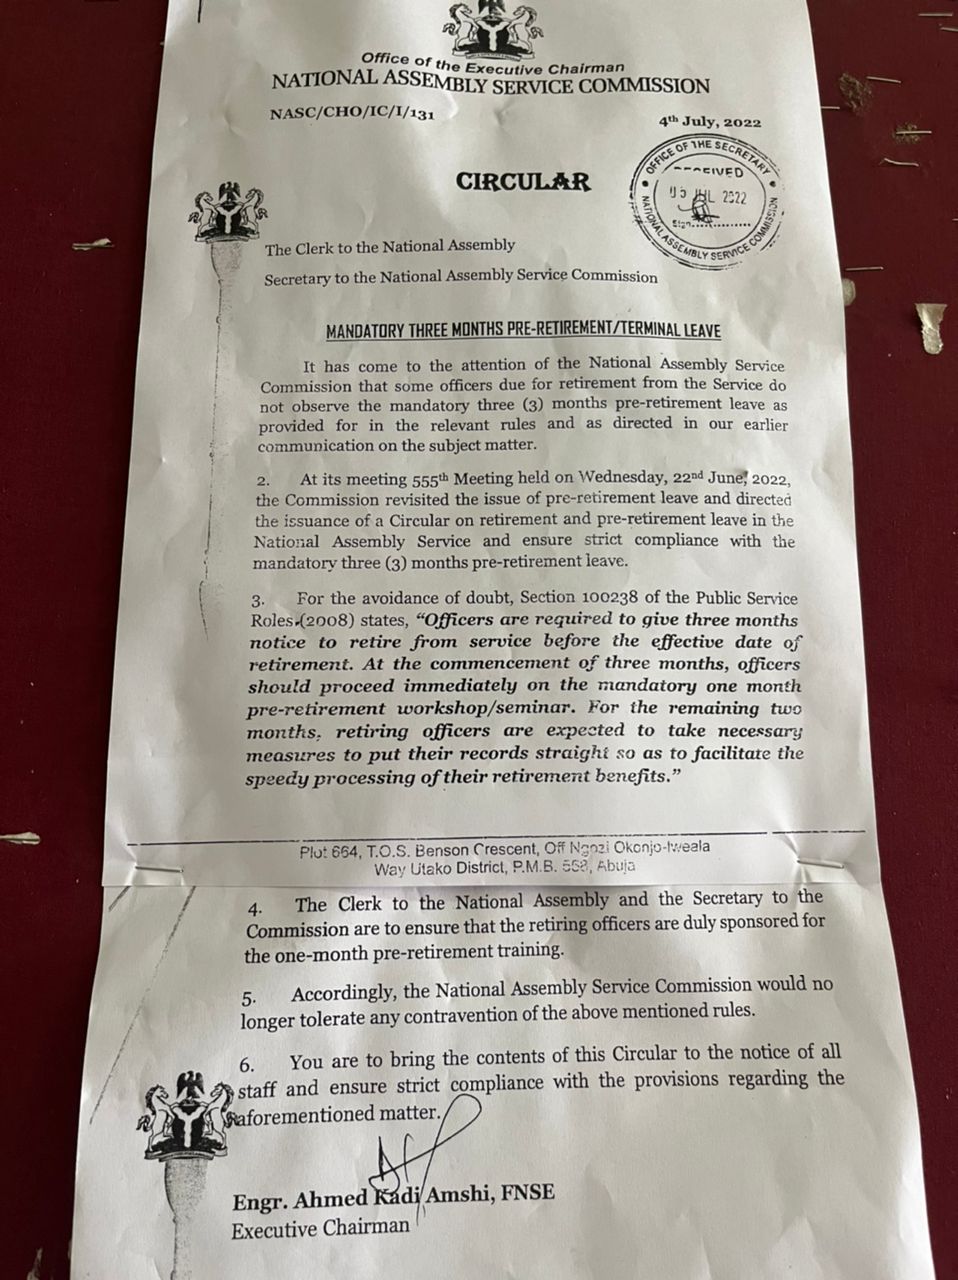 Office of the Executive Chairman
NATIONAL ASSEMBLY SERVICE COMMISSION
NASC/CHO/IC/I/131
4th July, 2022
OFFICE OF THE SECRETARY
2022
Sign............
NATIONAL ASSEMBLY SERVICE COMMISSION
CIRCULAR
The Clerk to the National Assembly
Secretary to the National Assembly Service Commission
MANDATORY THREE MONTHS PRE-RETIREMENT/TERMINAL LEAVE
It has come to the attention of the National Assembly Service
Commission that some officers due for retirement from the Service do
not observe the mandatory three (3) months pre-retirement leave as
provided for in the relevant rules and as directed in our earlier
communication on the subject matter.
2. At its meeting 555th Meeting held on Wednesday, 22nd June, 2022,
the Commission revisited the issue of pre-retirement leave and directed
the issuance of a Circular on retirement and pre-retirement leave in the
National Assembly Service and ensure strict compliance with the
mandatory three (3) months pre-retirement leave.
3. For the avoidance of doubt, Section 100238 of the Public Service
Roles (2008) states, “Officers are required to give three months
notice to retire from service before the effective date of
retirement. At the commencement of three months, officers
should proceed immediately on the mandatory one month
pre-retirement workshop/seminar. For the remaining two
months, retiring officers are expected to take necessary
measures to put their records straight so as to facilitate the
speedy processing of their retirement benefits.”
Plot 664, T.O.S. Benson Crescent, Off Ngozi Okonjo-Iweala
Way Utako District, P.M.B. 558, Abuja
4. The Clerk to the National Assembly and the Secretary to the
Commission are to ensure that the retiring officers are duly sponsored for
the one-month pre-retirement training.
5. Accordingly, the National Assembly Service Commission would no
longer tolerate any contravention of the above mentioned rules.
6. You are to bring the contents of this Circular to the notice of all
staff and ensure strict compliance with the provisions regarding the
aforementioned matter.
Engr. Ahmed Kadi Amshi, FNSE
Executive Chairman